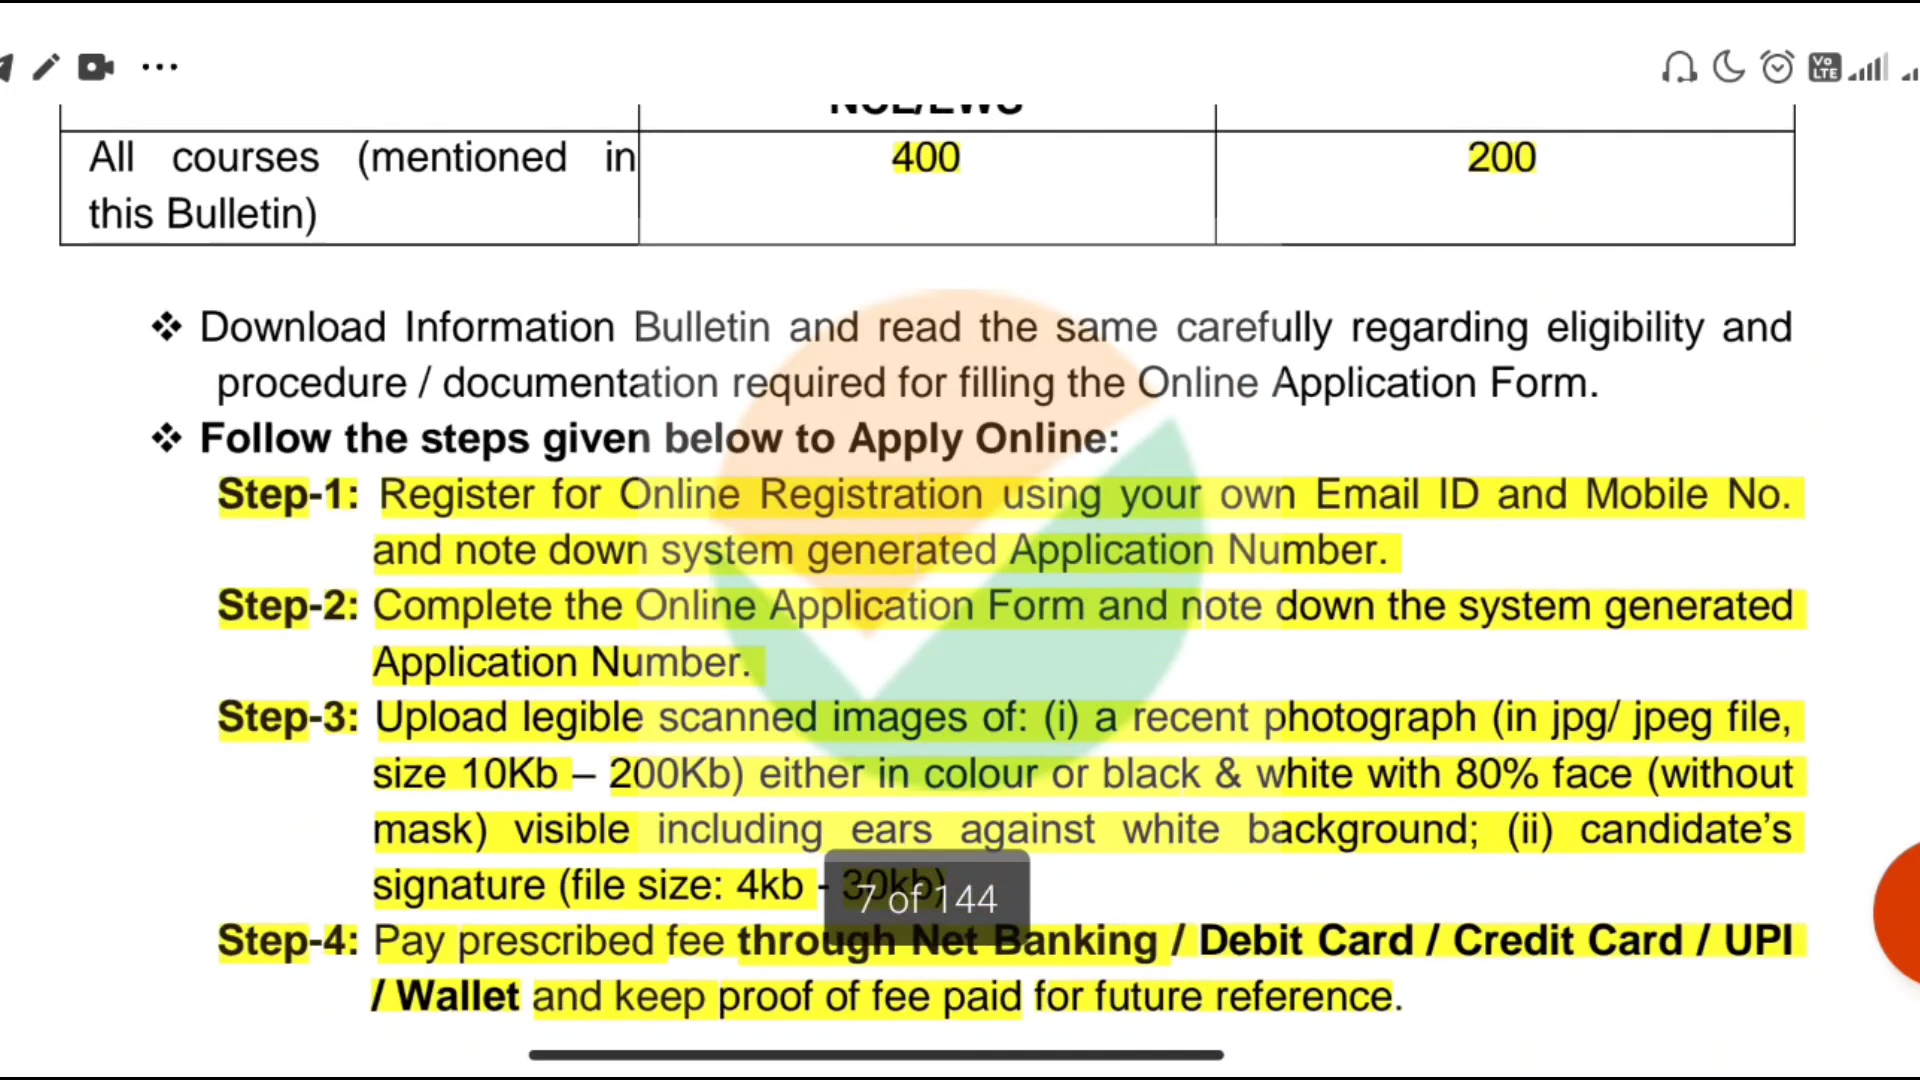 NCL/EWS
All courses (mentioned in
this Bulletin)
400
200
❖ Download Information Bulletin and read the same carefully regarding eligibility and
procedure / documentation required for filling the Online Application Form.
❖ Follow the steps given below to Apply Online:
Step-1: Register for Online Registration using your own Email ID and Mobile No.
and note down system generated Application Number.
Step-2: Complete the Online Application Form and note down the system generated
Application Number.
Step-3: Upload legible scanned images of: (i) a recent photograph (in jpg/ jpeg file,
size 10Kb – 200Kb) either in colour or black & white with 80% face (without
mask) visible including ears against white background; (ii) candidate’s
signature (file size: 4kb - 30kb)
7 of 144
Step-4: Pay prescribed fee through Net Banking / Debit Card / Credit Card / UPI
/ Wallet and keep proof of fee paid for future reference.
Vo
LTE